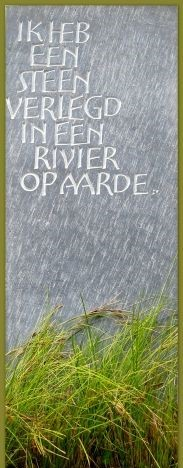 IK HEB
EEN
STEEN
VERLEGD
IN EEN
RIVIER
OP AARDE.